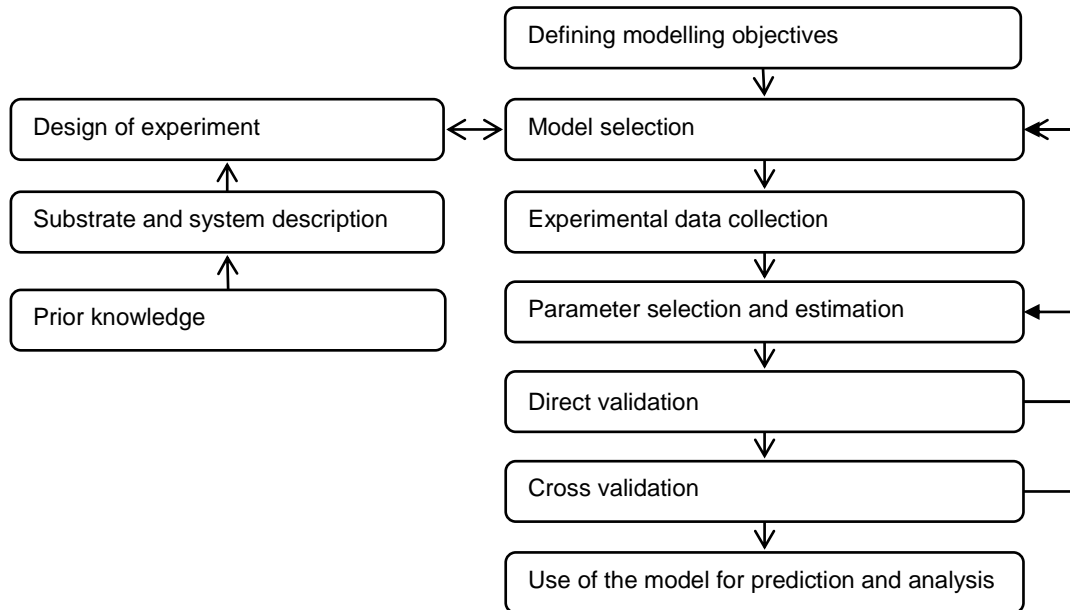 Defining modelling objectives
Design of experiment
Model selection
Substrate and system description
Experimental data collection
Prior knowledge
Parameter selection and estimation
Direct validation
Cross validation
Use of the model for prediction and analysis